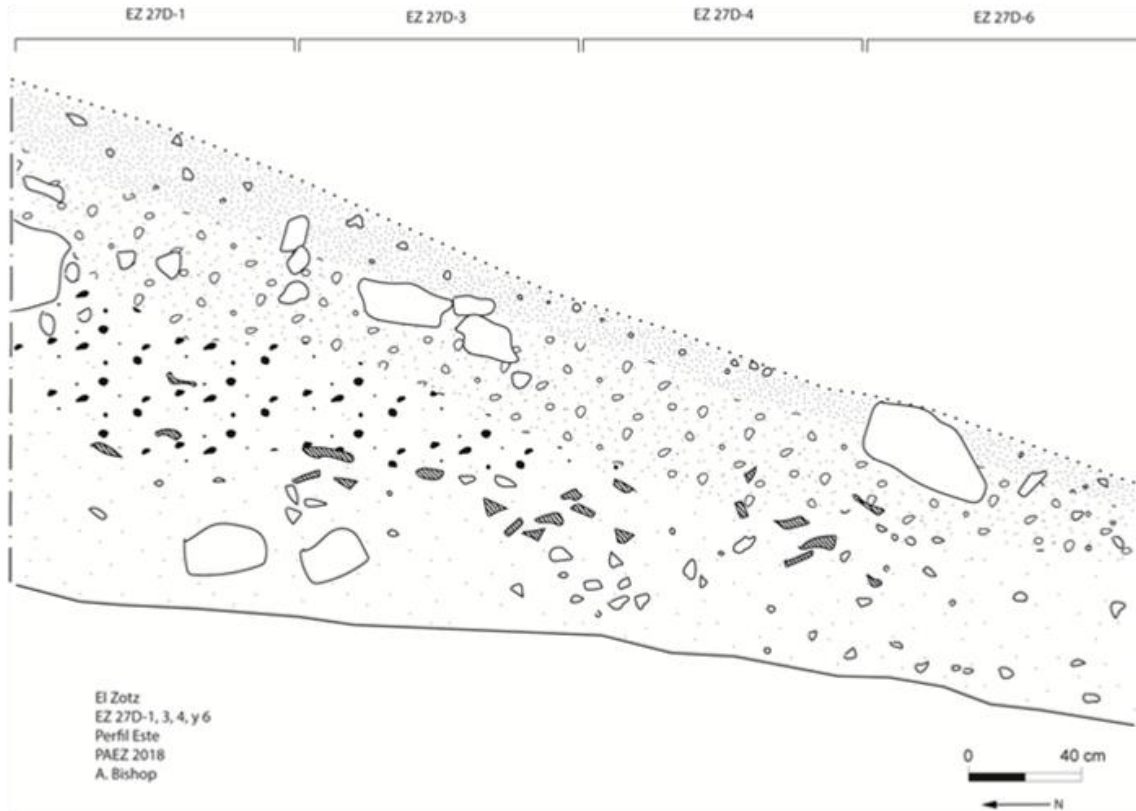 EZ 27D-1 EZ 27D-3 EZ 27D-4 EZ 27D-6
El Zotz
EZ 27D-1, 3, 4, y 6
Perfil Este
PAEZ 2018
A. Bishop
0 40 cm
N